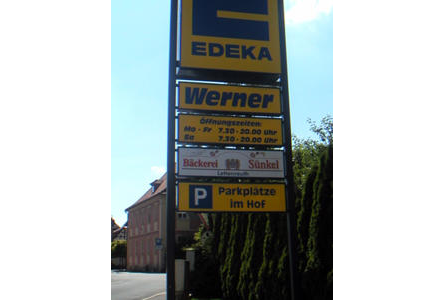 EDEKA
Werner
Öffnungszeiten:
Mo - Fr 7.30 - 20.00 Uhr
Sa 7.30 - 20.00 Uhr
Bäckerei Sünkel
Lettenreuth
P Parkplätze
im Hof